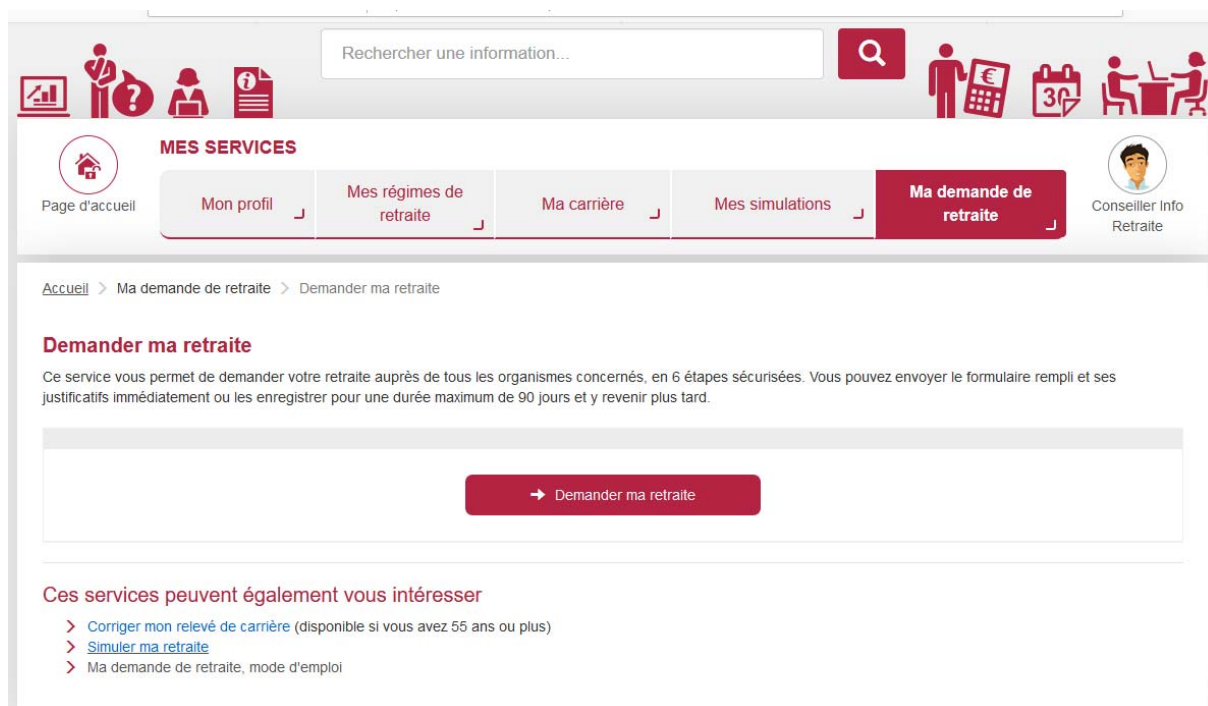 Rechercher une information...
30
MES SERVICES
Page d'accueil
Mon profil
Mes régimes de
retraite
Ma carrière
Mes simulations
Ma demande de
retraite
Conseiller Info
Retraite
Accueil > Ma demande de retraite > Demander ma retraite
Demander ma retraite
Ce service vous permet de demander votre retraite auprès de tous les organismes concernés, en 6 étapes sécurisées. Vous pouvez envoyer le formulaire rempli et ses
justificatifs immédiatement ou les enregistrer pour une durée maximum de 90 jours et y revenir plus tard.
Demander ma retraite
Ces services peuvent également vous intéresser
Corriger mon relevé de carrière (disponible si vous avez 55 ans ou plus)
Simuler ma retraite
Ma demande de retraite, mode d'emploi